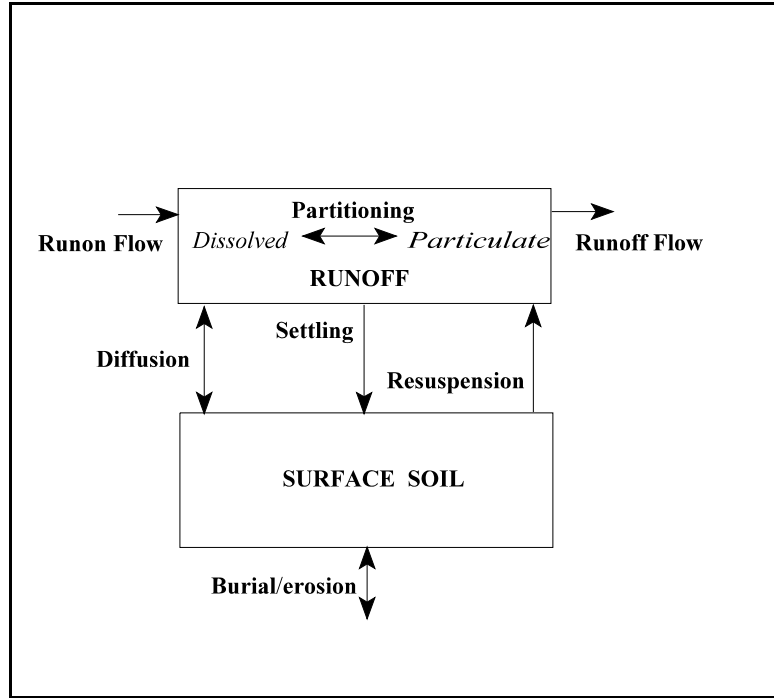 Partitioning
Runon Flow
Dissolved
Particulate
Runoff Flow
RUNOFF
Settling
Diffusion
Resuspension
SURFACE SOIL
Burial/erosion